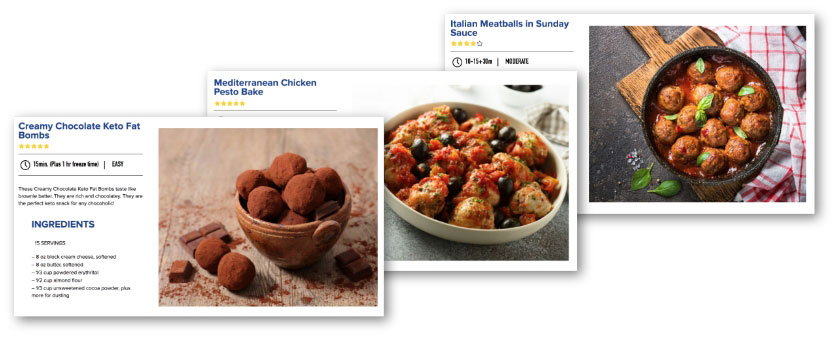 Italian Meatballs in Sunday
Sauce
MODERATE
Mediterranean Chicken
Pesto Bake
Creamy Chocolate Keto Fat
Bombs
15min. (Plus 1 hr freeze time) | EASY
These Creamy Chocolate Keto Fat Bombs taste like
brownie batter. They are rich and chocolatey. They are
the perfect keto snack for any chocoholic!
INGREDIENTS
15 SERVINGS
– 8 oz block cream cheese, softened
– 8 oz butter, softened
– 1/3 cup powdered erythritol
– 1/2 cup almond flour
– 1/3 cup unsweetened cocoa powder, plus
more for dusting